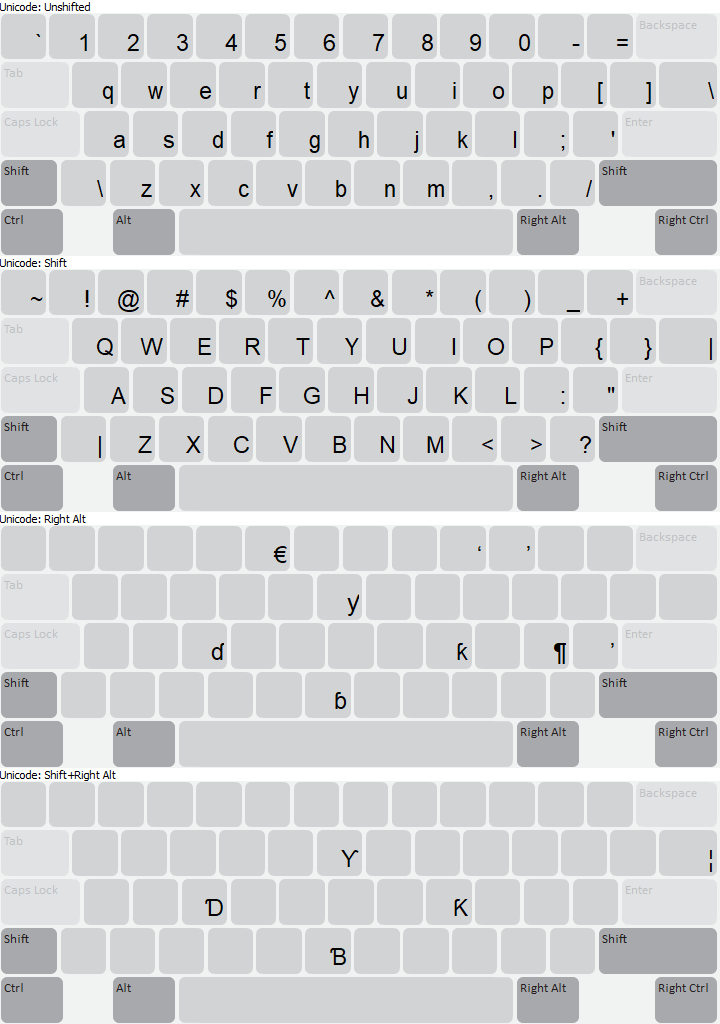 Unicode: Unshifted
` 1 2 3 4 5 6 7 8 9 0 - = Backspace
Tab q w e r t y u i o p [ ] \
Caps Lock a s d f g h j k l ; ' Enter
Shift \ z x c v b n m , . / Shift
Ctrl Alt Right Alt Right Ctrl
Unicode: Shift
~ ! @ # $ % ^ & * ( ) _ + Backspace
Tab Q W E R T Y U I O P { } |
Caps Lock A S D F G H J K L : " Enter
Shift | Z X C V B N M < > ? Shift
Ctrl Alt Right Alt Right Ctrl
Unicode: Right Alt
€ ‘ ’ Backspace
Tab ƴ
Caps Lock ɗ ƙ ¶ ʼ Enter
Shift ɓ Shift
Ctrl Alt Right Alt Right Ctrl
Unicode: Shift+Right Alt
Backspace
Tab Ƴ ¦
Caps Lock Ɗ Ƙ Enter
Shift Ɓ Shift
Ctrl Alt Right Alt Right Ctrl